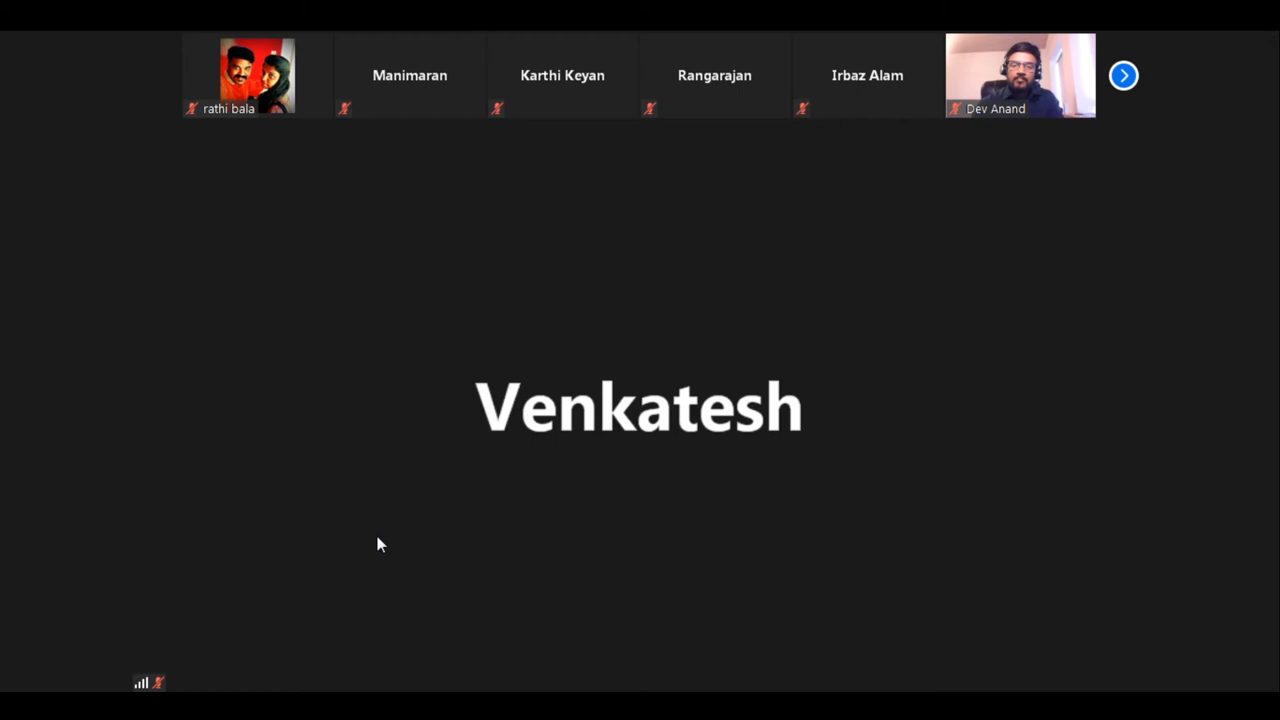 Manimaran
Karthi Keyan
Rangarajan
Irbaz Alam
rathi bala
Dev Anand
Venkatesh